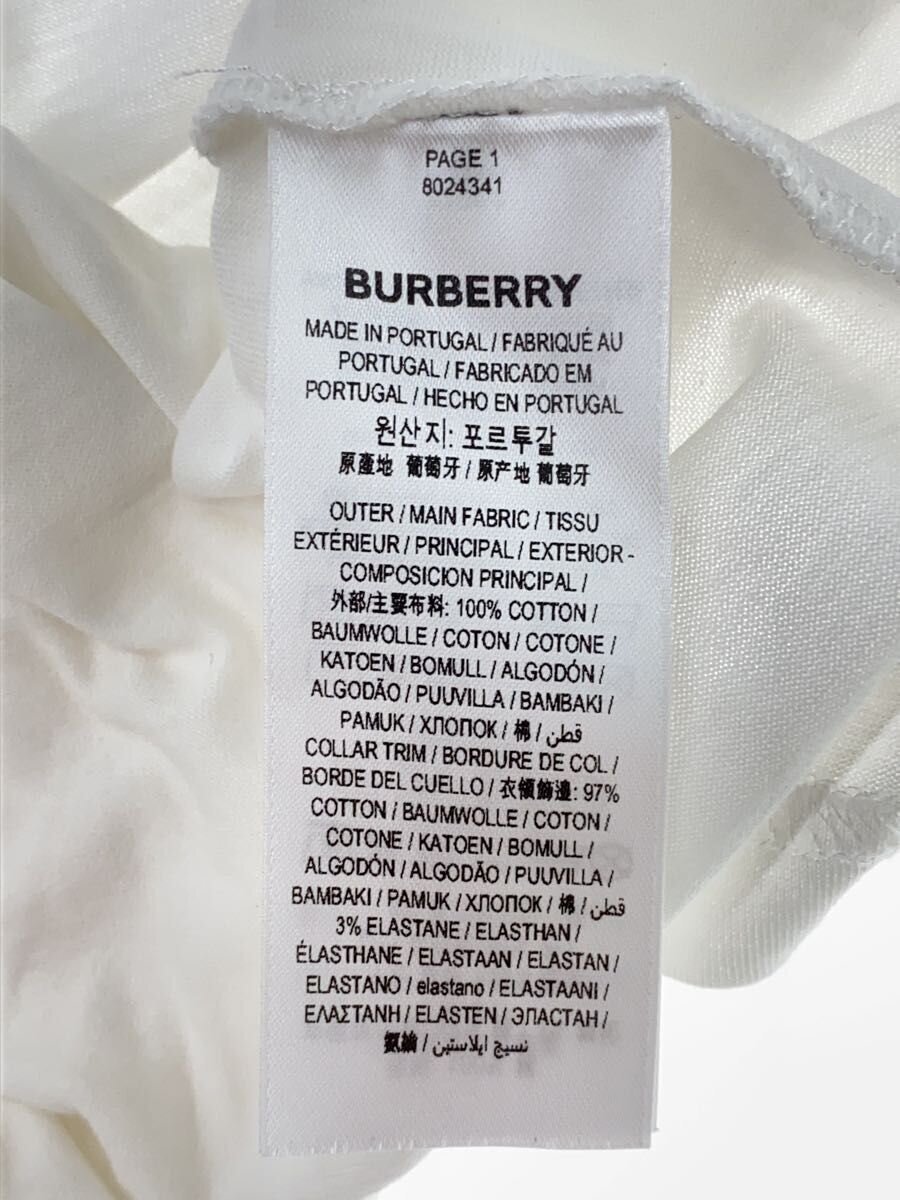 PAGE 1
8024341
BURBERRY
MADE IN PORTUGAL / FABRIQUÉ AU
PORTUGAL / FABRICADO EM
PORTUGAL / HECHO EN PORTUGAL
원산지: 포르투갈
原產地 葡萄牙 / 原产地 葡萄牙
OUTER / MAIN FABRIC / TISSU
EXTÉRIEUR / PRINCIPAL / EXTERIOR -
COMPOSICION PRINCIPAL /
外部/主要布料: 100% COTTON /
BAUMWOLLE / COTON / COTONE /
KATOEN / BOMULL / ALGODÓN /
ALGODÃO / PUUVILLA / BAMBAKI /
PAMUK / ХЛОПОК / 棉 / قطن
COLLAR TRIM / BORDURE DE COL /
BORDE DEL CUELLO / 衣領飾邊: 97%
COTTON / BAUMWOLLE / COTON /
COTONE / KATOEN / BOMULL /
ALGODÓN / ALGODÃO / PUUVILLA /
BAMBAKI / PAMUK / ХЛОПОК / 棉 / قطن
3% ELASTANE / ELASTHAN /
ÉLASTHANE / ELASTAAN / ELASTAN /
ELASTANO / elastano / ELASTAANI /
ΕΛΑΣΤΑΝΗ / ELASTEN / ЭЛАСТАН /
氨綸 / نسيج ايلاستين